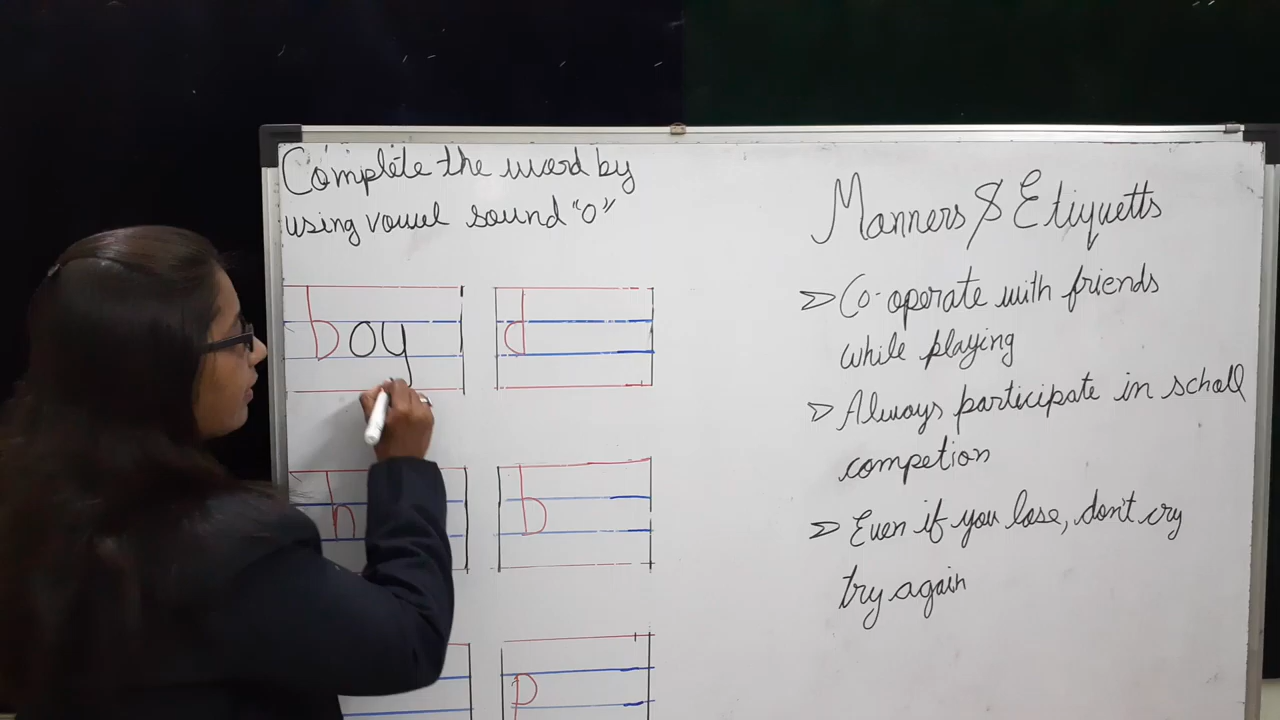 Complete the word by
using vowel sound "O"
boy
d
h
b
p
Manners & Etiquetts
Co-operate with friends
while playing
Always participate in scholl
competion
Even if you lose, don't cry
try again